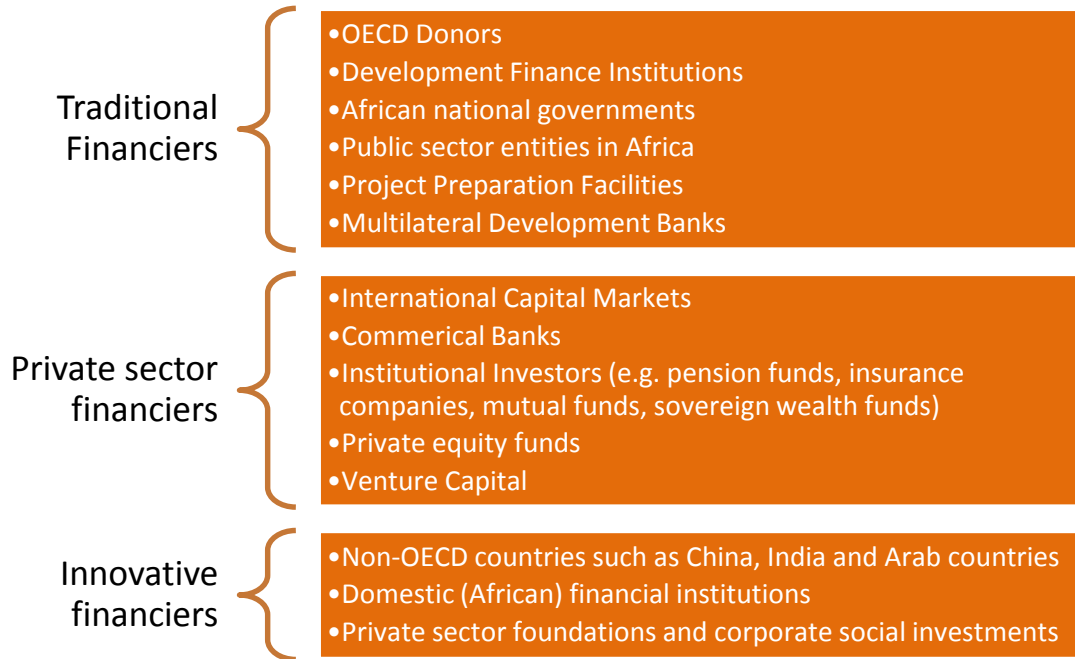 Traditional
Financiers
•OECD Donors
•Development Finance Institutions
•African national governments
•Public sector entities in Africa
•Project Preparation Facilities
•Multilateral Development Banks
Private sector
financiers
•International Capital Markets
•Commerical Banks
•Institutional Investors (e.g. pension funds, insurance
companies, mutual funds, sovereign wealth funds)
•Private equity funds
•Venture Capital
Innovative
financiers
•Non-OECD countries such as China, India and Arab countries
•Domestic (African) financial institutions
•Private sector foundations and corporate social investments